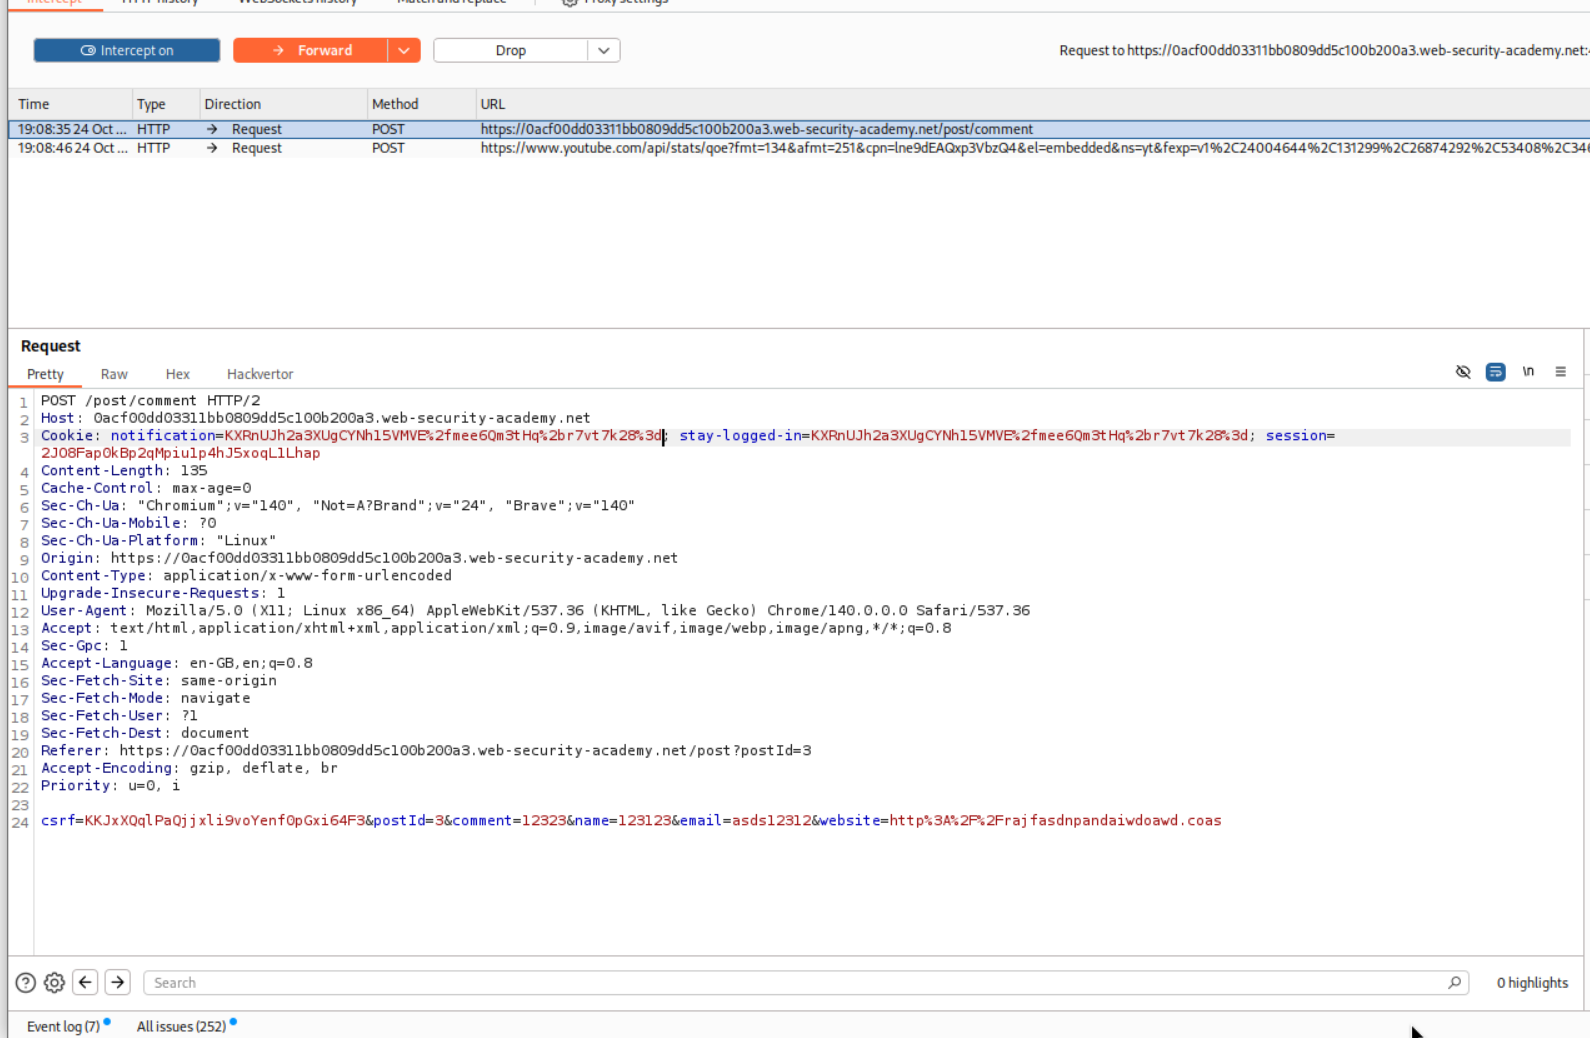 Intercept HTTP history WebSockets history Match and replace Proxy settings
Intercept on Forward Drop Request to https://0acf00dd03311bb0809dd5c100b200a3.web-security-academy.net:
Time Type Direction Method URL
19:08:35 24 Oct ... HTTP → Request POST https://0acf00dd03311bb0809dd5c100b200a3.web-security-academy.net/post/comment
19:08:46 24 Oct ... HTTP → Request POST https://www.youtube.com/api/stats/qoe?fmt=134&afmt=251&cpn=lne9dEAQxp3VbzQ4&el=embedded&ns=yt&fexp=v1%2C24004644%2C131299%2C26874292%2C53408%2C346
Request
Pretty Raw Hex Hackvertor \n
1 POST /post/comment HTTP/2
2 Host: 0acf00dd03311bb0809dd5c100b200a3.web-security-academy.net
3 Cookie: notification=KXRnUJh2a3XUgCYNh15VMVE%2fmee6Qm3tHq%2br7vt7k28%3d; stay-logged-in=KXRnUJh2a3XUgCYNh15VMVE%2fmee6Qm3tHq%2br7vt7k28%3d; session=
2JO8Fap0kBp2qMpiu1p4hJ5xoqL1Lhap
4 Content-Length: 135
5 Cache-Control: max-age=0
6 Sec-Ch-Ua: "Chromium";v="140", "Not=A?Brand";v="24", "Brave";v="140"
7 Sec-Ch-Ua-Mobile: ?0
8 Sec-Ch-Ua-Platform: "Linux"
9 Origin: https://0acf00dd03311bb0809dd5c100b200a3.web-security-academy.net
10 Content-Type: application/x-www-form-urlencoded
11 Upgrade-Insecure-Requests: 1
12 User-Agent: Mozilla/5.0 (X11; Linux x86_64) AppleWebKit/537.36 (KHTML, like Gecko) Chrome/140.0.0.0 Safari/537.36
13 Accept: text/html,application/xhtml+xml,application/xml;q=0.9,image/avif,image/webp,image/apng,*/*;q=0.8
14 Sec-Gpc: 1
15 Accept-Language: en-GB,en;q=0.8
16 Sec-Fetch-Site: same-origin
17 Sec-Fetch-Mode: navigate
18 Sec-Fetch-User: ?1
19 Sec-Fetch-Dest: document
20 Referer: https://0acf00dd03311bb0809dd5c100b200a3.web-security-academy.net/post?postId=3
21 Accept-Encoding: gzip, deflate, br
22 Priority: u=0, i
23
24 csrf=KKJxXQqlPaQjjxli9voYenf0pGxi64F3&postId=3&comment=12323&name=123123&email=asds12312&website=http%3A%2F%2Frajfasdnpandaiwdoawd.coas
Search 0 highlights
Event log (7) All issues (252)